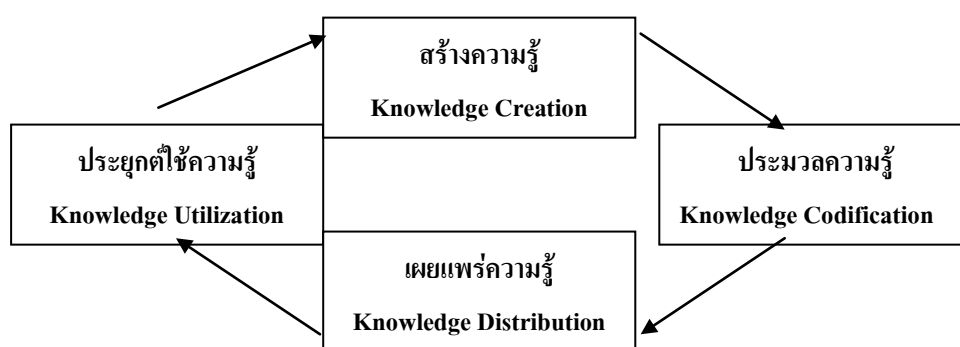 สร้างความรู้
Knowledge Creation
ประยุกต์ใช้ความรู้
Knowledge Utilization
ประมวลความรู้
Knowledge Codification
เผยแพร่ความรู้
Knowledge Distribution